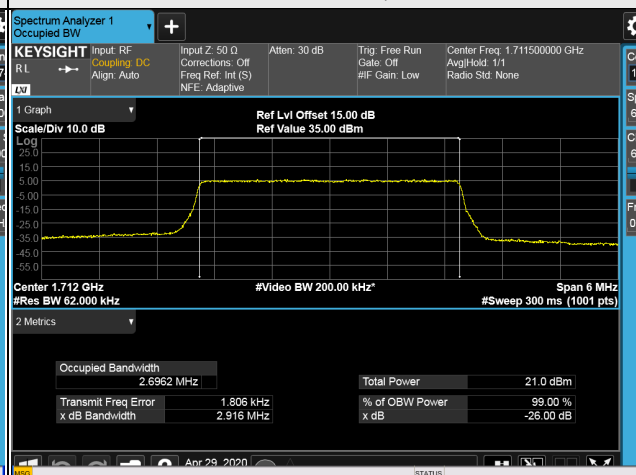 Spectrum Analyzer 1
Occupied BW
KEYSIGHT
R L
LXI
Input: RF
Coupling: DC
Align: Auto
Input Z: 50 Ω
Corrections: Off
Freq Ref: Int (S)
NFE: Adaptive
Atten: 30 dB
Trig: Free Run
Gate: Off
#IF Gain: Low
Center Freq: 1.711500000 GHz
Avg|Hold: 1/1
Radio Std: None
1 Graph
Scale/Div 10.0 dB
Ref Lvl Offset 15.00 dB
Ref Value 35.00 dBm
Log
25.0
15.0
5.00
-5.00
-15.0
-25.0
-35.0
-45.0
-55.0
Center 1.712 GHz
#Res BW 62.000 kHz
#Video BW 200.00 kHz*
Span 6 MHz
#Sweep 300 ms (1001 pts)
2 Metrics
Occupied Bandwidth
2.6962 MHz
Transmit Freq Error 1.806 kHz
x dB Bandwidth 2.916 MHz
Total Power 21.0 dBm
% of OBW Power 99.00 %
x dB -26.00 dB
Apr 29, 2020
MSG
STATUS